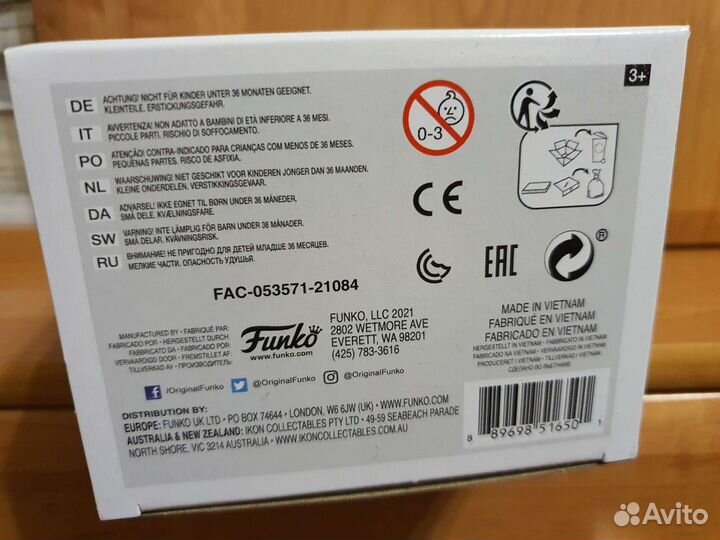 DE ACHTUNG! NICHT FÜR KINDER UNTER 36 MONATEN GEEIGNET.
KLEINTEILE. ERSTICKUNGSGEFAHR.
IT AVVERTENZA! NON ADATTO A BAMBINI DI ETÀ INFERIORE A 36 MESI.
PICCOLE PARTI. RISCHIO DI SOFFOCAMENTO.
PO ATENÇÃO! CONTRA-INDICADO PARA CRIANÇAS COM MENOS DE 36 MESES.
PEQUENAS PARTES. RISCO DE ASFIXIA.
NL WAARSCHUWING! NIET GESCHIKT VOOR KINDEREN JONGER DAN 36 MAANDEN.
KLEINE ONDERDELEN. VERSTIKKINGSGEVAAR.
DA ADVARSEL! IKKE EGNET TIL BØRN UNDER 36 MÅNEDER.
SMÅ DELE. KVÆLNINGSFARE.
SW VARNING! INTE LÄMPLIG FÖR BARN UNDER 36 MÅNADER.
SMÅ DELAR. KVÄVNINGSRISK.
RU ВНИМАНИЕ! НЕ ПРИГОДНО ДЛЯ ДЕТЕЙ МЛАДШЕ 36 МЕСЯЦЕВ.
МЕЛКИЕ ЧАСТИ. ОПАСНОСТЬ УДУШЬЯ.
0-3
3+
CE
EAC
®
FAC-053571-21084
MANUFACTURED BY • FABRIQUÉ PAR:
FABRICADO POR • HERGESTELLT DURCH:
FABBRICATO DA • FABRICADO POR:
VERVAARDIGD DOOR • FREMSTILLET AF:
TILLVERKAD AV • ПРОИЗВОДИТЕЛЬ:
Funko
www.funko.com
FUNKO, LLC 2021
2802 WETMORE AVE
EVERETT, WA 98201
(425) 783-3616
/OriginalFunko @OriginalFunko @OriginalFunko
DISTRIBUTION BY:
EUROPE: FUNKO UK LTD • PO BOX 74644 • LONDON, W6 6JW (UK) • WWW.FUNKO.COM
AUSTRALIA & NEW ZEALAND: IKON COLLECTABLES PTY LTD • 49-59 SEABEACH PARADE
NORTH SHORE, VIC 3214 AUSTRALIA • WWW.IKONCOLLECTABLES.COM.AU
MADE IN VIETNAM
FABRIQUÉ EN VIETNAM
FABRICADO EN VIETNAM
HERGESTELLT IN VIETNAM • FABBRICATO IN VIETNAM
FABRICADO NA VIETNAM • VERVAARDIGD IN VIETNAM
PRODUCERET I VIETNAM • TILLVERKAD I VIETNAM
СДЕЛАНО ВО ВЬЕТНАМЕ
8 89698 51650 1
Avito